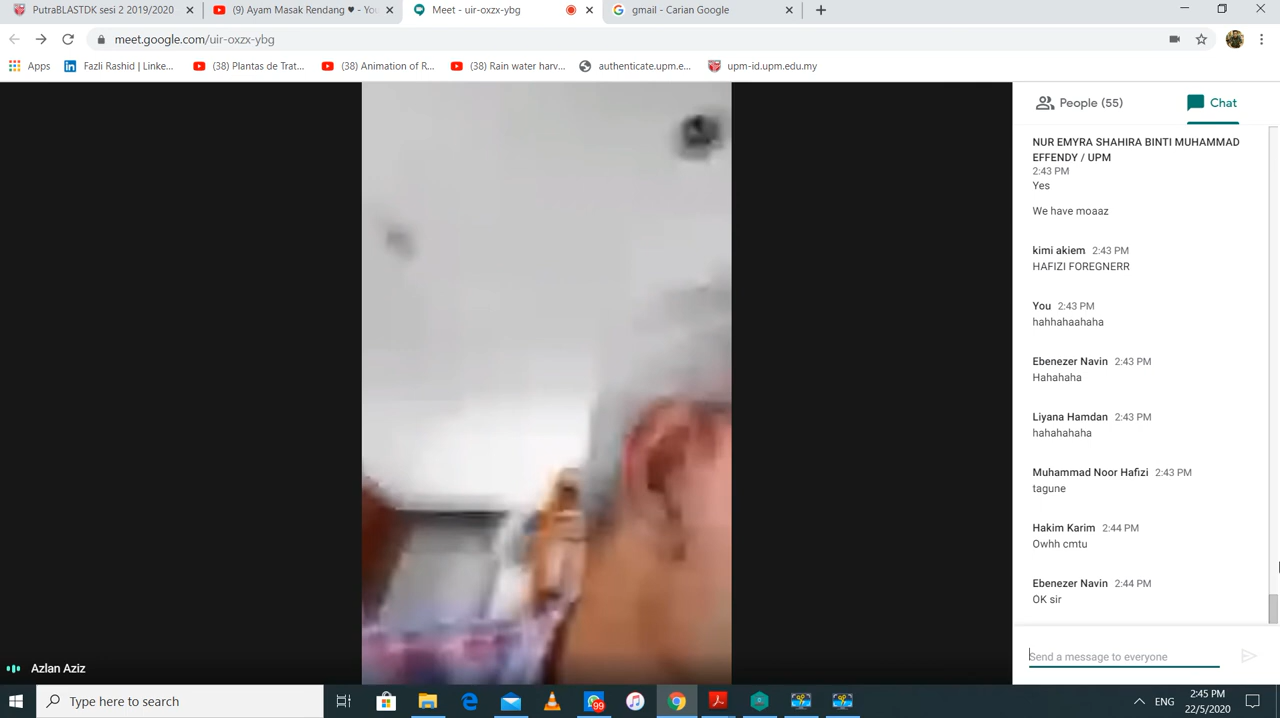 PutraBLASTDK sesi 2 2019/2020
(9) Ayam Masak Rendang ♥ - You
Meet - uir-oxzx-ybg
gmail - Carian Google
meet.google.com/uir-oxzx-ybg
Apps
Fazli Rashid | Linke...
(38) Plantas de Trat...
(38) Animation of R...
(38) Rain water harv...
authenticate.upm.e...
upm-id.upm.edu.my
People (55)
Chat
NUR EMYRA SHAHIRA BINTI MUHAMMAD
EFFENDY / UPM
2:43 PM
Yes
We have moaaz
kimi akiem 2:43 PM
HAFIZI FOREGNERR
You 2:43 PM
hahhahaahaha
Ebenezer Navin 2:43 PM
Hahahaha
Liyana Hamdan 2:43 PM
hahahahaha
Muhammad Noor Hafizi 2:43 PM
tagune
Hakim Karim 2:44 PM
Owhh cmtu
Ebenezer Navin 2:44 PM
OK sir
Send a message to everyone
Azlan Aziz
Type here to search
99
ENG
2:45 PM
22/5/2020